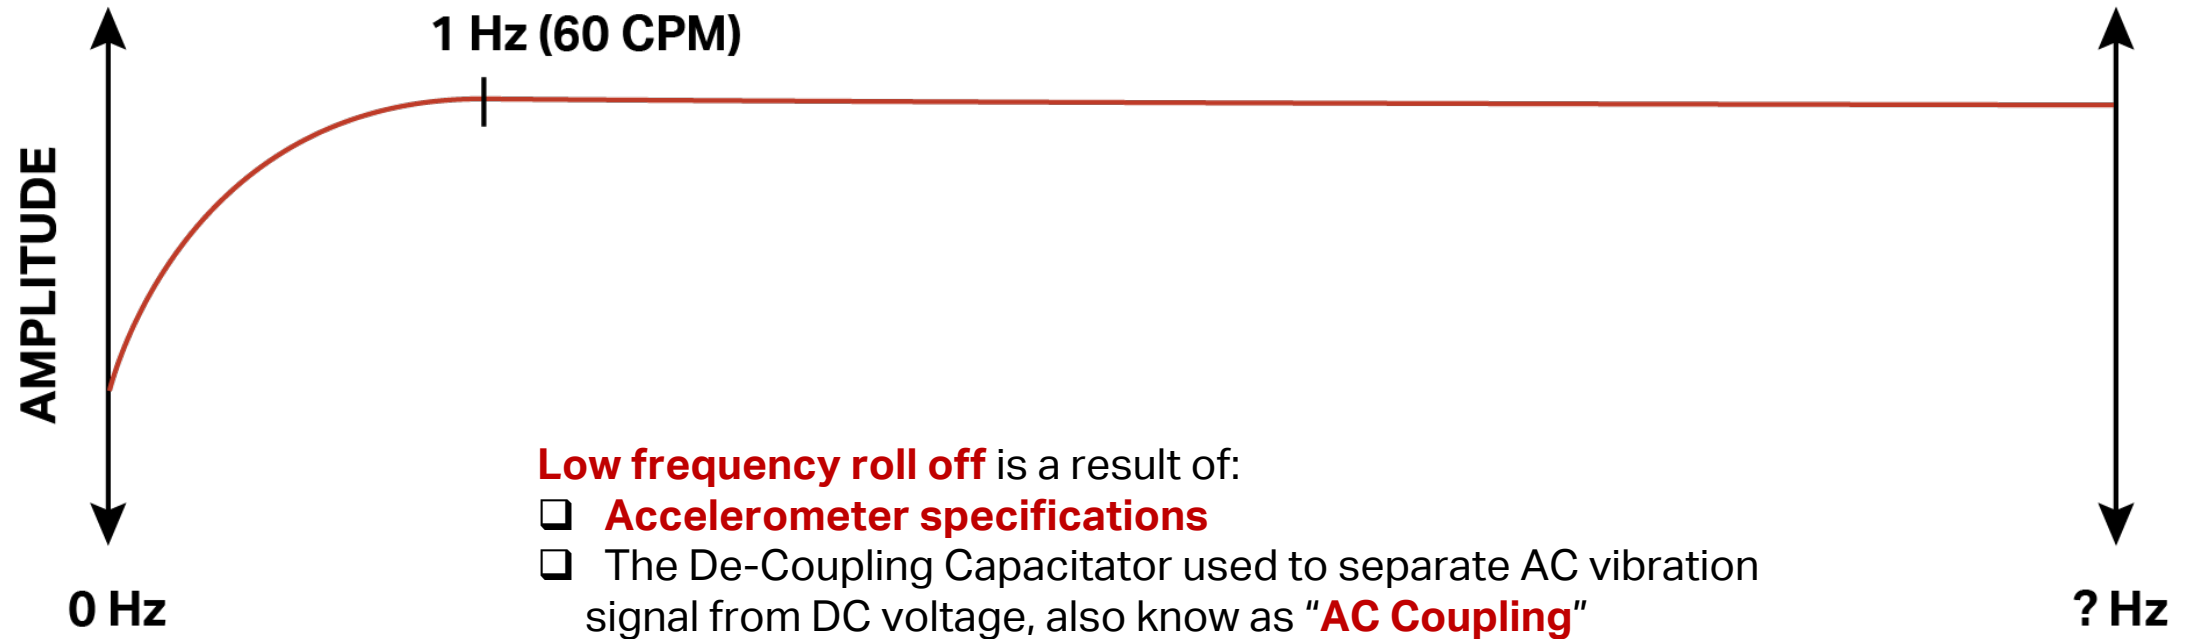 1 Hz (60 CPM)
AMPLITUDE
Low frequency roll off is a result of:
❑ Accelerometer specifications
❑ The De-Coupling Capacitator used to separate AC vibration
signal from DC voltage, also know as “AC Coupling”
0 Hz
? Hz